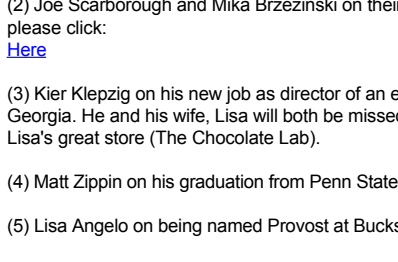 (2) Joe Scarborough and Mika Brzezinski on their
please click:
Here
(3) Kier Klepzig on his new job as director of an e
Georgia. He and his wife, Lisa will both be missed
Lisa's great store (The Chocolate Lab).
(4) Matt Zippin on his graduation from Penn State
(5) Lisa Angelo on being named Provost at Bucks